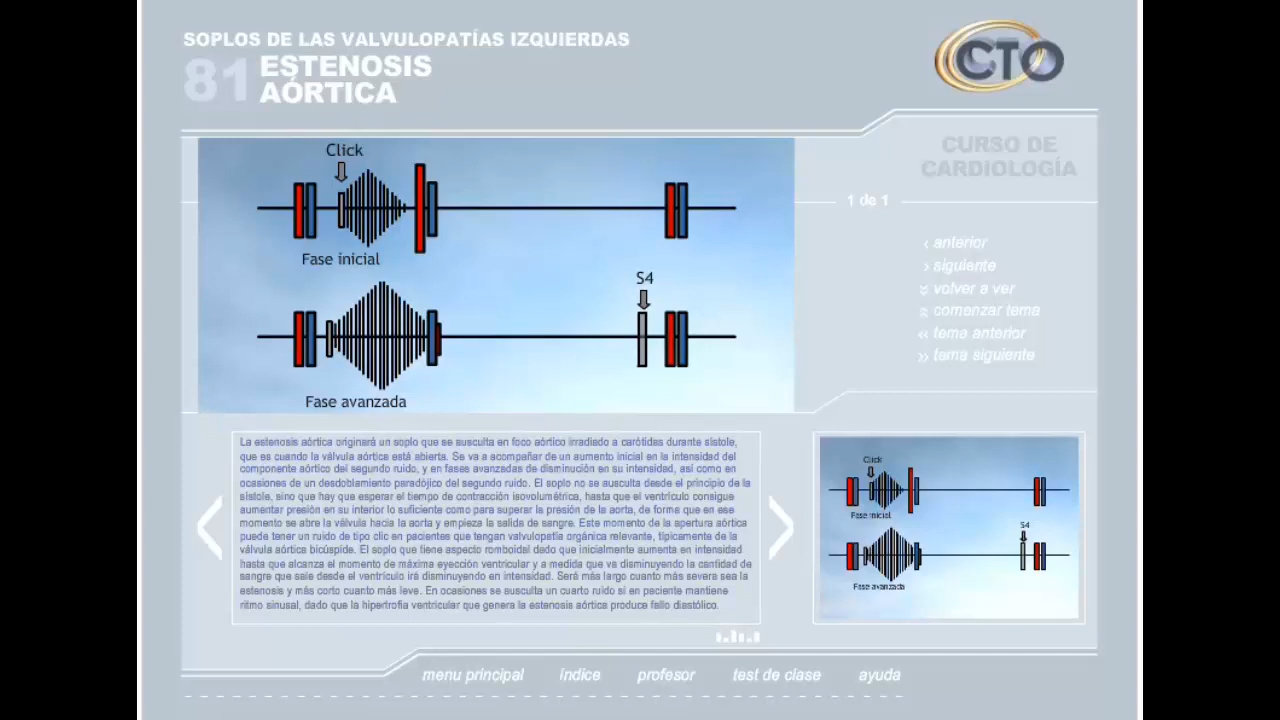 SOPLOS DE LAS VALVULOPATÍAS IZQUIERDAS
81 ESTENOSIS
AÓRTICA
CTO
CURSO DE
CARDIOLOGÍA
1 de 1
‹ anterior
› siguiente
volver a ver
comenzar tema
‹‹ tema anterior
›› tema siguiente
Click
Fase inicial
S4
Fase avanzada
La estenosis aórtica originará un soplo que se ausculta en foco aórtico irradiado a carótidas durante sístole,
que es cuando la válvula aórtica está abierta. Se va a acompañar de un aumento inicial en la intensidad del
componente aórtico del segundo ruido, y en fases avanzadas de disminución en su intensidad, así como en
ocasiones de un desdoblamiento paradójico del segundo ruido. El soplo no se ausculta desde el principio de la
sístole, sino que hay que esperar el tiempo de contracción isovolumétrica, hasta que el ventrículo consigue
aumentar presión en su interior lo suficiente como para superar la presión de la aorta, de forma que en ese
momento se abre la válvula hacia la aorta y empieza la salida de sangre. Este momento de la apertura aórtica
puede tener un ruido de tipo clic en pacientes que tengan valvulopatía orgánica relevante, típicamente de la
válvula aórtica bicúspide. El soplo que tiene aspecto romboidal dado que inicialmente aumenta en intensidad
hasta que alcanza el momento de máxima eyección ventricular y a medida que va disminuyendo la cantidad de
sangre que sale desde el ventrículo irá disminuyendo en intensidad. Será más largo cuanto más severa sea la
estenosis y más corto cuanto más leve. En ocasiones se ausculta un cuarto ruido si en paciente mantiene
ritmo sinusal, dado que la hipertrofia ventricular que genera la estenosis aórtica produce fallo diastólico.
Click
Fase inicial
S4
Fase avanzada
menu principal
índice
profesor
test de clase
ayuda